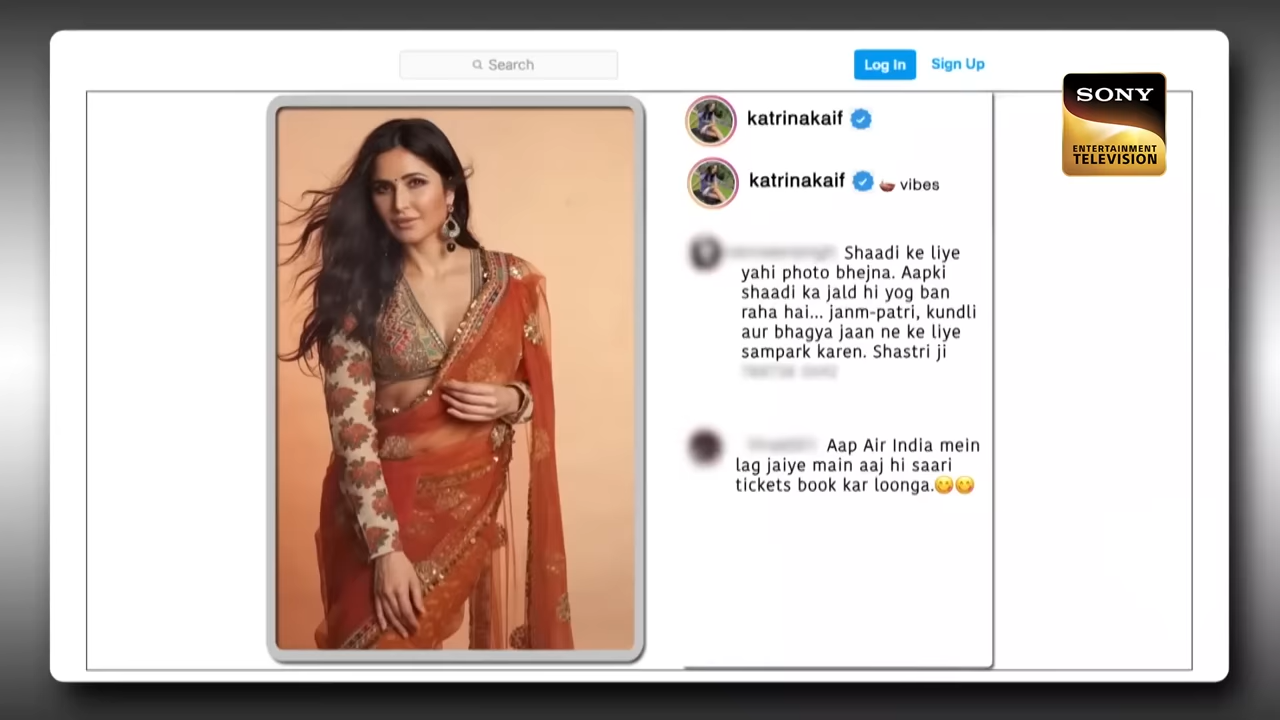 Search
Log In
Sign Up
SONY
ENTERTAINMENT
TELEVISION
katrinakaif
katrinakaif 🪔 vibes
Shaadi ke liye
yahi photo bhejna. Aapki
shaadi ka jald hi yog ban
raha hai... janm-patri, kundli
aur bhagya jaan ne ke liye
sampark karen. Shastri ji
Aap Air India mein
lag jaiye main aaj hi saari
tickets book kar loonga.😋😋